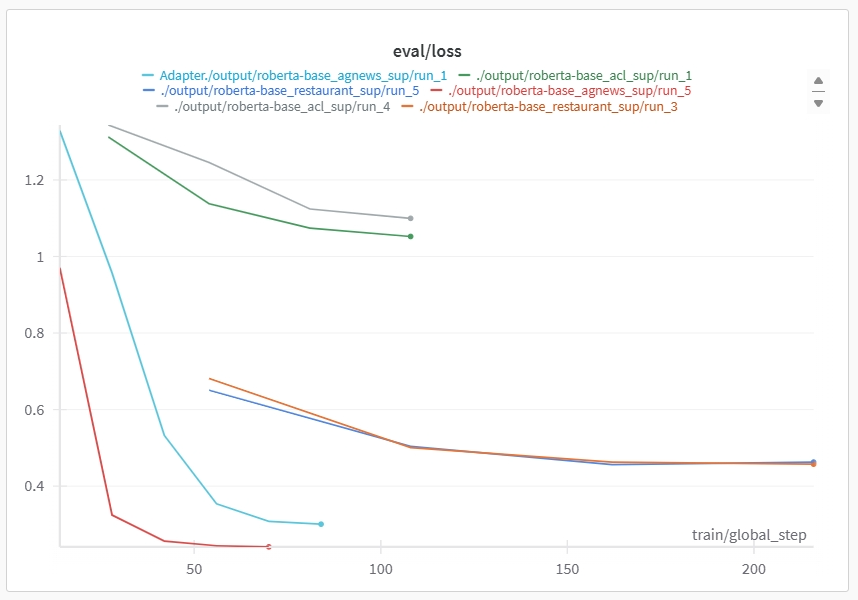 eval/loss
Adapter./output/roberta-base_agnews_sup/run_1 ./output/roberta-base_acl_sup/run_1
./output/roberta-base_restaurant_sup/run_5 ./output/roberta-base_agnews_sup/run_5
./output/roberta-base_acl_sup/run_4 ./output/roberta-base_restaurant_sup/run_3
1.2
1
0.8
0.6
0.4
train/global_step
50 100 150 200